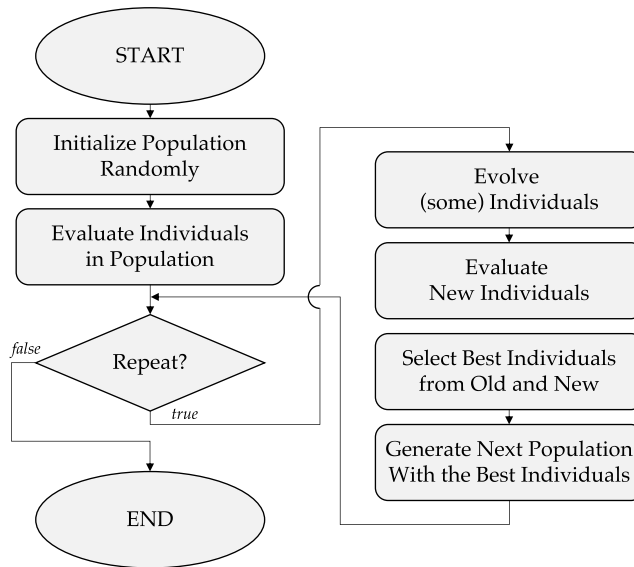 START
Initialize Population
Randomly
Evaluate Individuals
in Population
false
Repeat?
true
END
Evolve
(some) Individuals
Evaluate
New Individuals
Select Best Individuals
from Old and New
Generate Next Population
With the Best Individuals